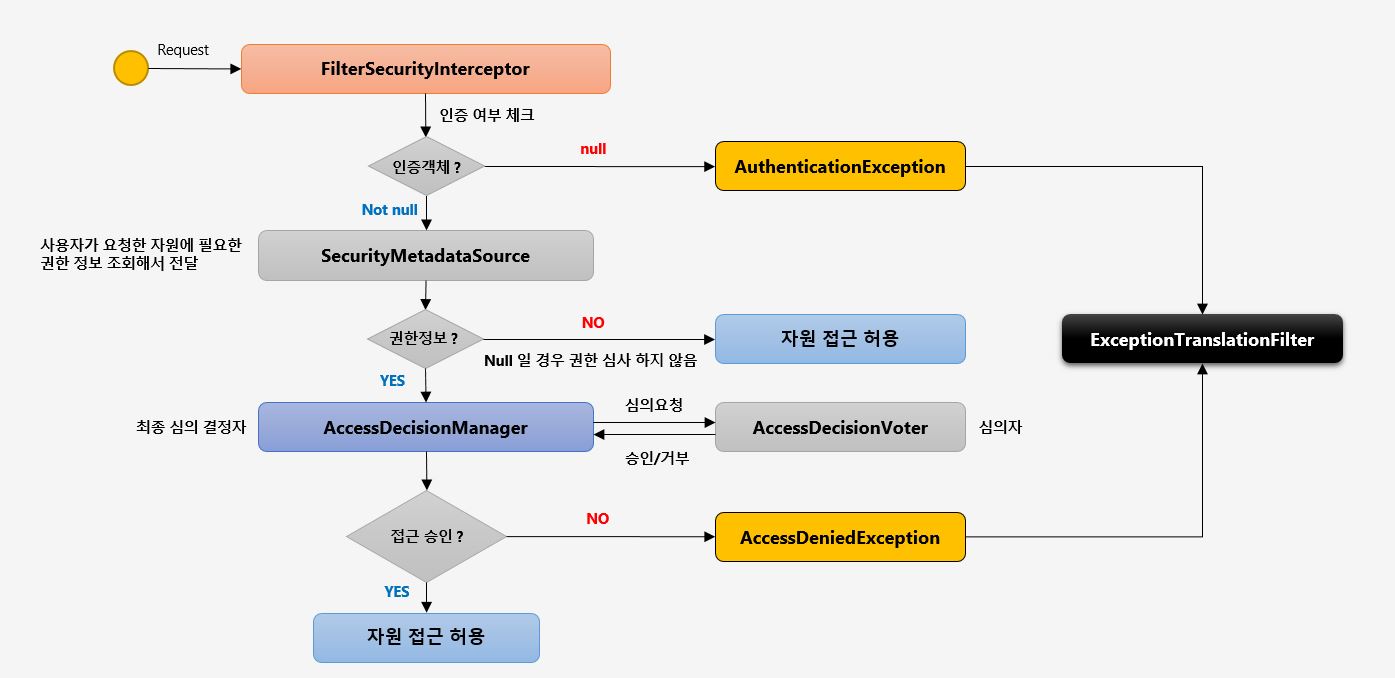 Request
FilterSecurityInterceptor
인증 여부 체크
인증객체 ?
null
AuthenticationException
Not null
사용자가 요청한 자원에 필요한
권한 정보 조회해서 전달
SecurityMetadataSource
권한정보 ?
NO
Null 일 경우 권한 심사 하지 않음
자원 접근 허용
ExceptionTranslationFilter
YES
최종 심의 결정자
AccessDecisionManager
심의요청
승인/거부
AccessDecisionVoter
심의자
접근 승인 ?
NO
AccessDeniedException
YES
자원 접근 허용